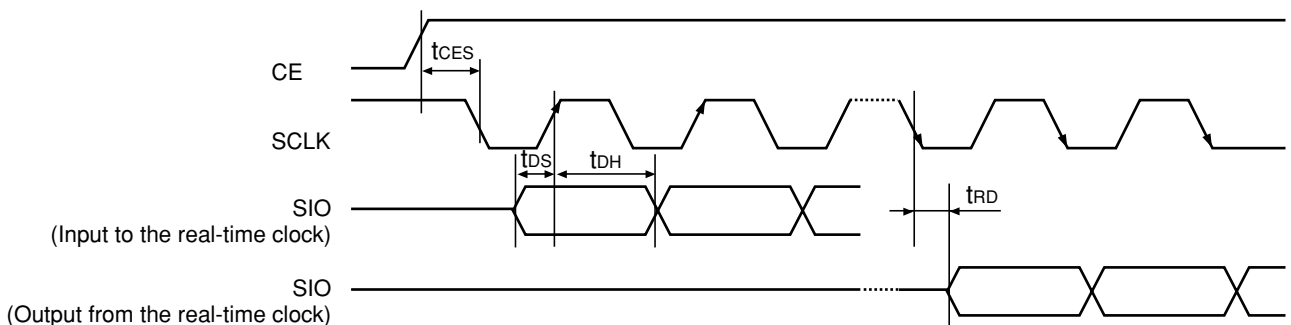 CE
tCES
SCLK
tDS
tDH
SIO
(Input to the real-time clock)
tRD
SIO
(Output from the real-time clock)